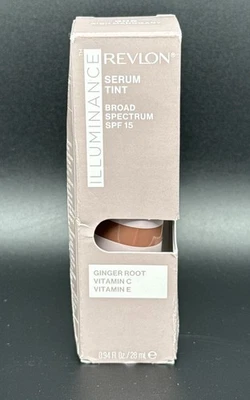 ILLUMINANCE
REVLON
SERUM
TINT
BROAD
SPECTRUM
SPF 15
GINGER ROOT
VITAMIN C
VITAMIN E
0.94 Fl. Oz./28 mL ℮